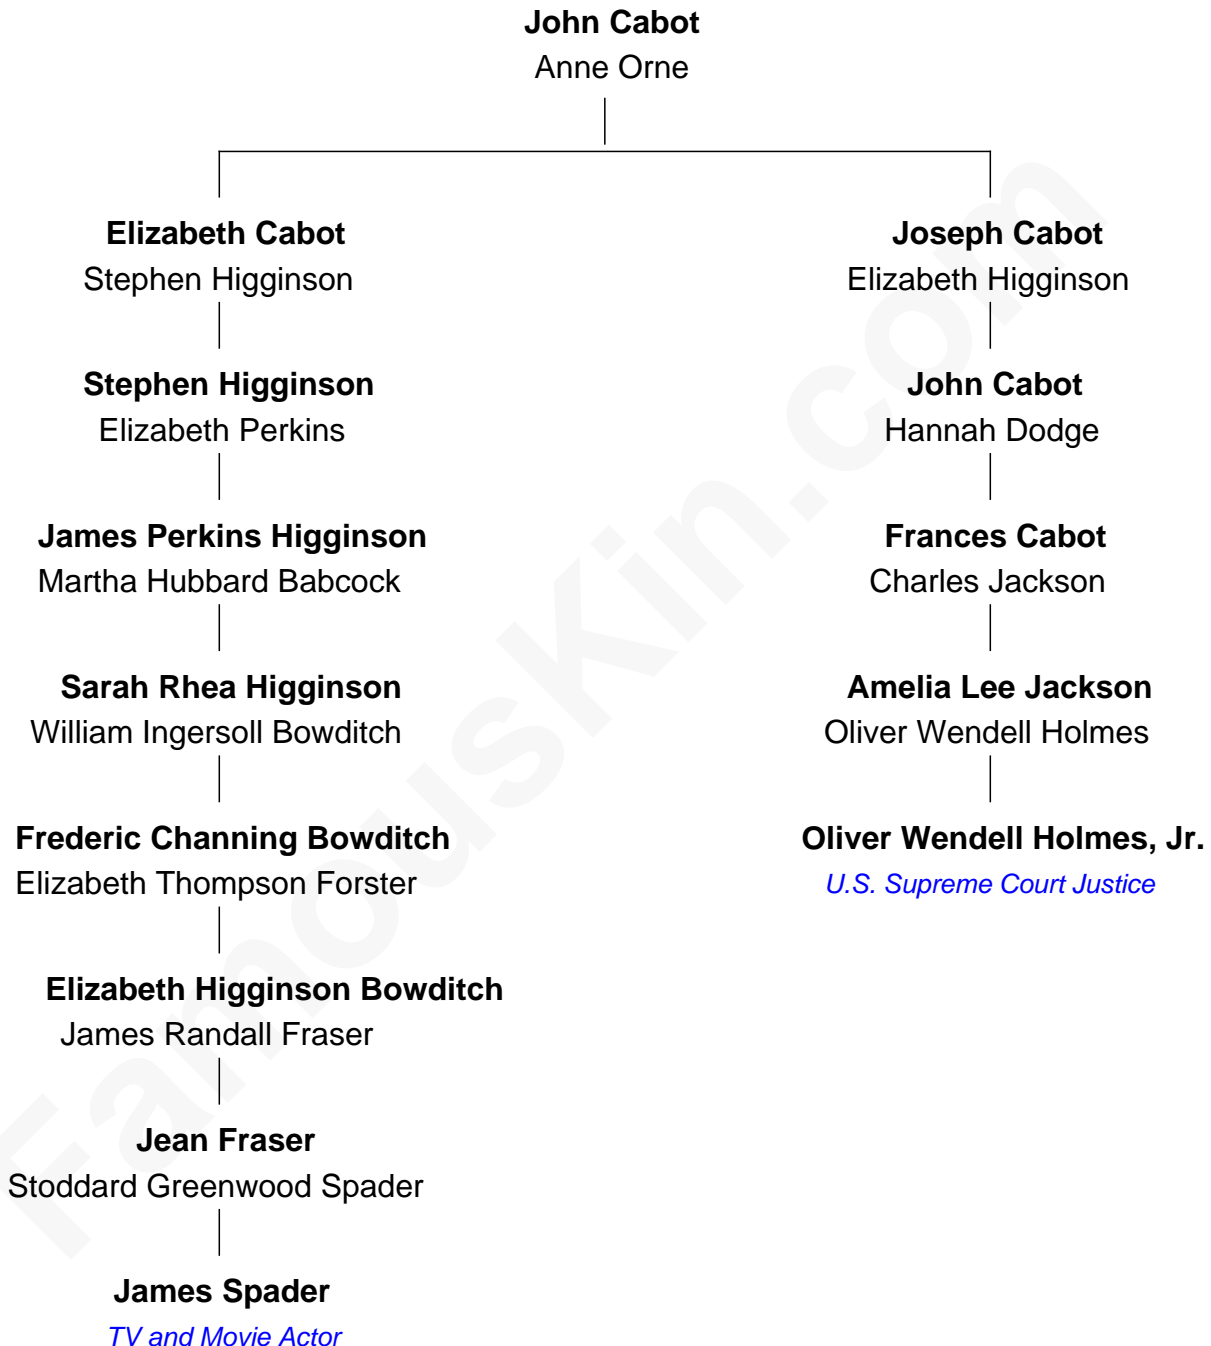 John Cabot
Anne Orne
Elizabeth Cabot
Stephen Higginson
Joseph Cabot
Elizabeth Higginson
Stephen Higginson
Elizabeth Perkins
John Cabot
Hannah Dodge
James Perkins Higginson
Martha Hubbard Babcock
Frances Cabot
Charles Jackson
Sarah Rhea Higginson
William Ingersoll Bowditch
Amelia Lee Jackson
Oliver Wendell Holmes
Frederic Channing Bowditch
Elizabeth Thompson Forster
Oliver Wendell Holmes, Jr.
U.S. Supreme Court Justice
Elizabeth Higginson Bowditch
James Randall Fraser
Jean Fraser
Stoddard Greenwood Spader
James Spader
TV and Movie Actor
FamousKin.com